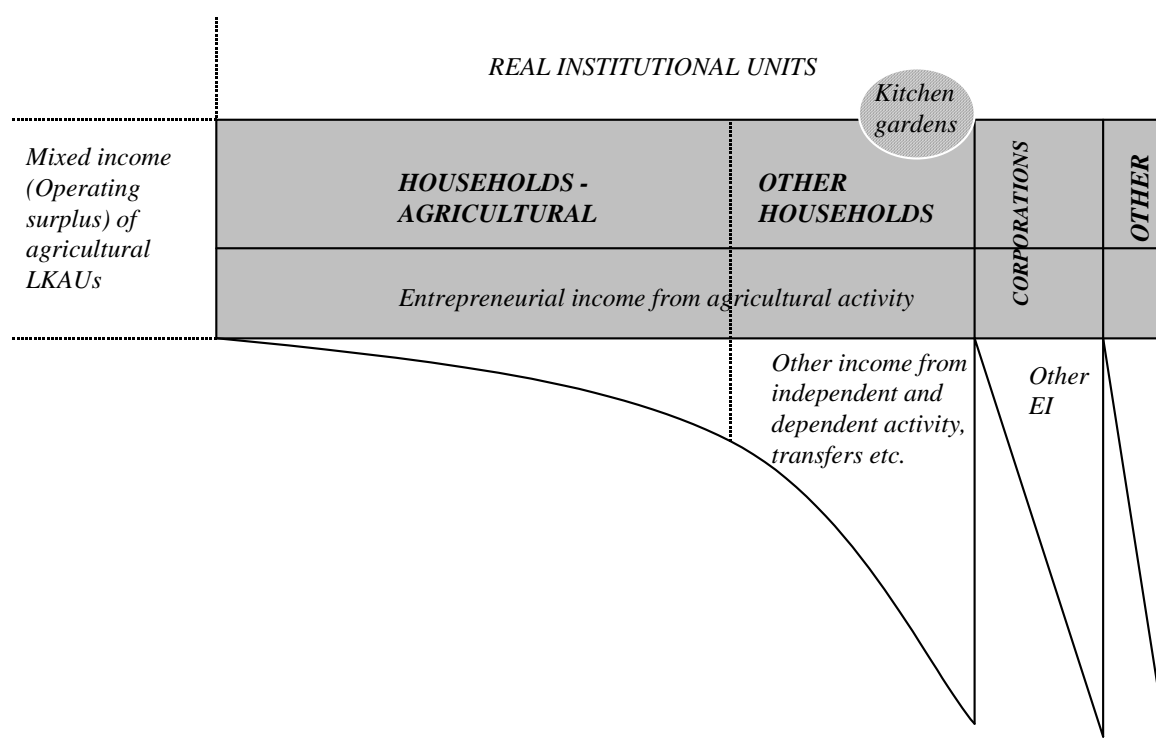 REAL INSTITUTIONAL UNITS
Kitchen
gardens
Mixed income
(Operating
surplus) of
agricultural
LKAUs
HOUSEHOLDS -
AGRICULTURAL
OTHER
HOUSEHOLDS
CORPORATIONS
OTHER
Entrepreneurial income from agricultural activity
Other income from
independent and
dependent activity,
transfers etc.
Other
EI